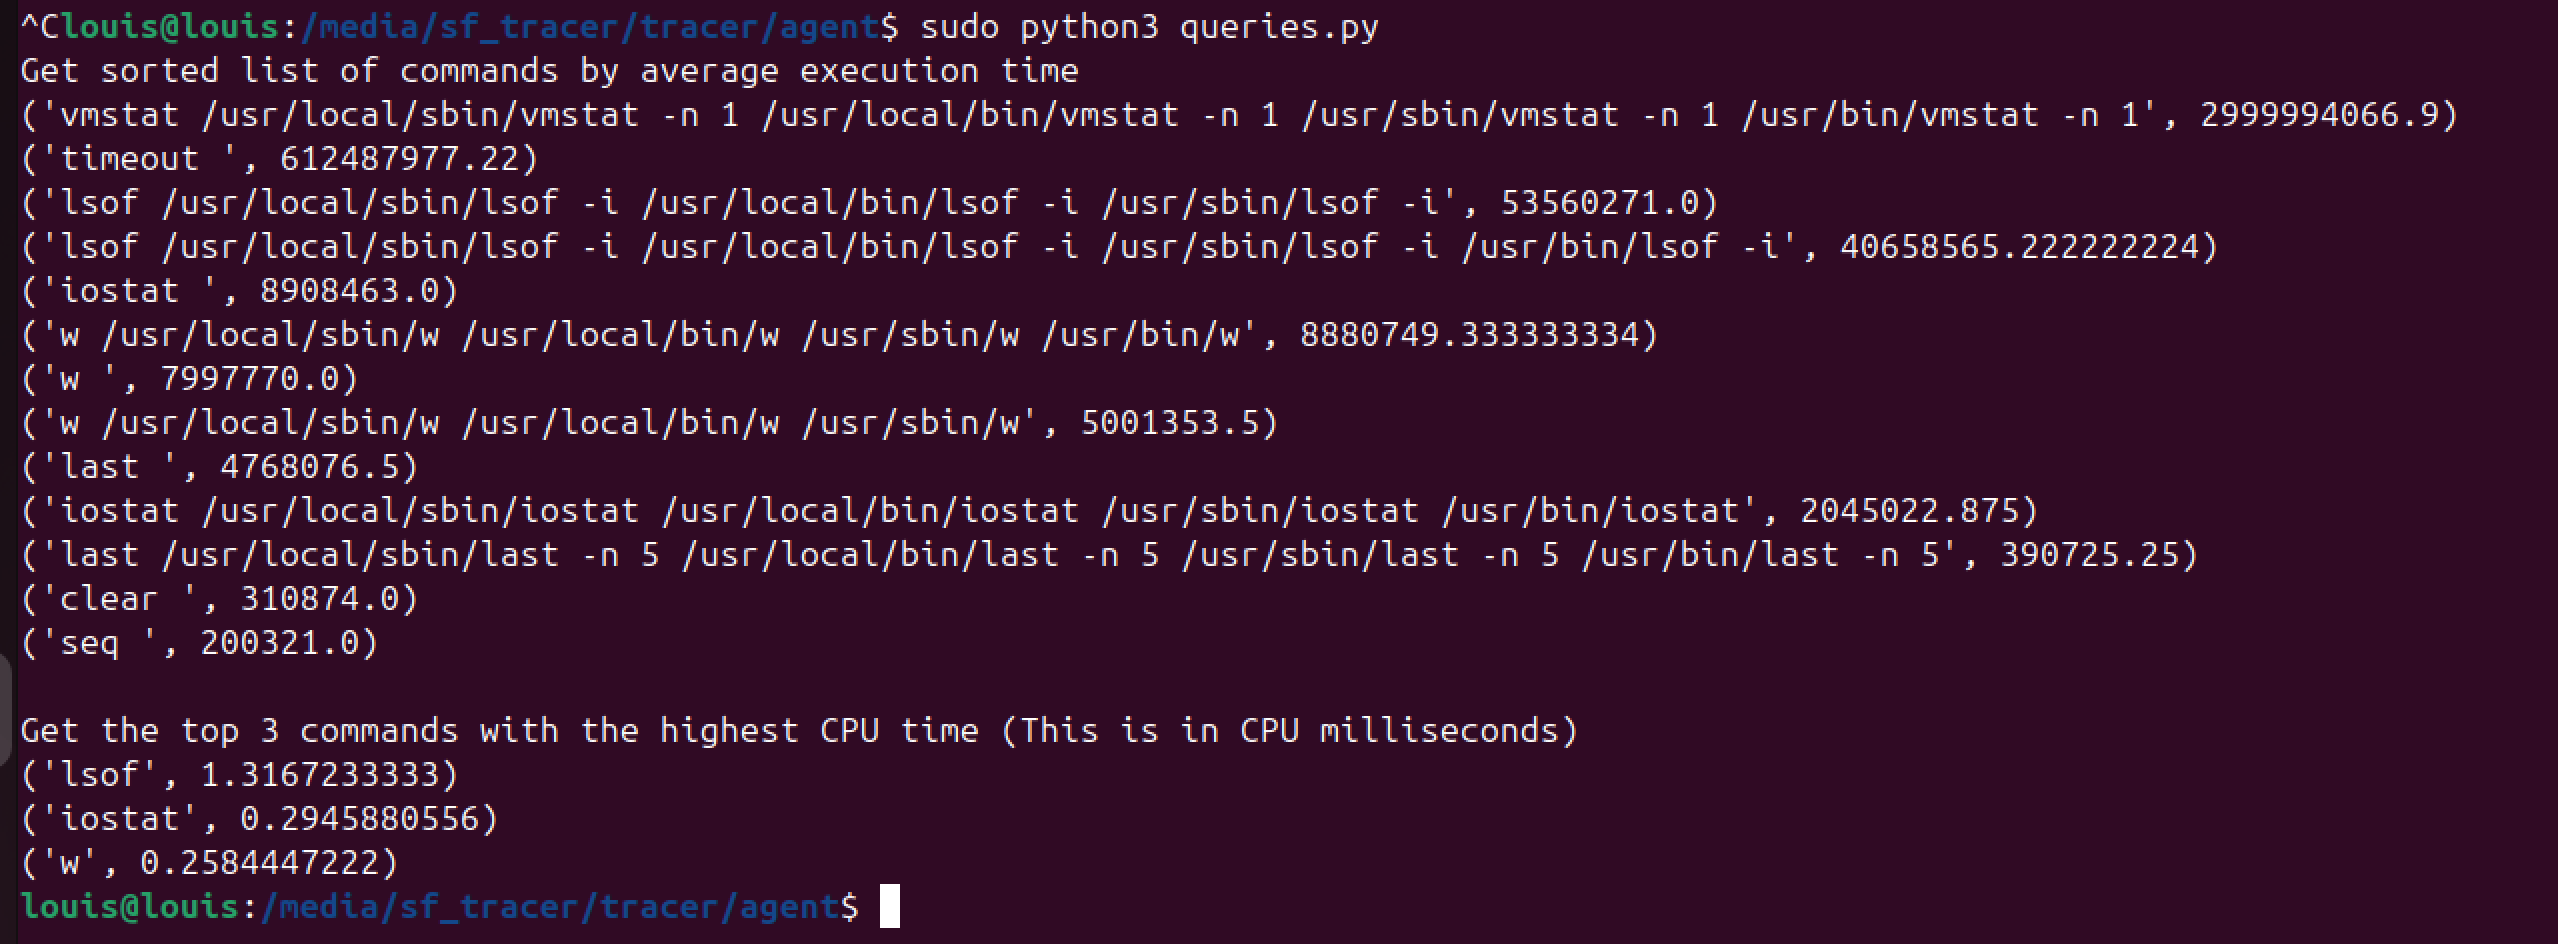 ^Clouis@louis:/media/sf_tracer/tracer/agent$ sudo python3 queries.py
Get sorted list of commands by average execution time
('vmstat /usr/local/sbin/vmstat -n 1 /usr/local/bin/vmstat -n 1 /usr/sbin/vmstat -n 1 /usr/bin/vmstat -n 1', 2999994066.9)
('timeout ', 612487977.22)
('lsof /usr/local/sbin/lsof -i /usr/local/bin/lsof -i /usr/sbin/lsof -i', 53560271.0)
('lsof /usr/local/sbin/lsof -i /usr/local/bin/lsof -i /usr/sbin/lsof -i /usr/bin/lsof -i', 40658565.222222224)
('iostat ', 8908463.0)
('w /usr/local/sbin/w /usr/local/bin/w /usr/sbin/w /usr/bin/w', 8880749.333333334)
('w ', 7997770.0)
('w /usr/local/sbin/w /usr/local/bin/w /usr/sbin/w', 5001353.5)
('last ', 4768076.5)
('iostat /usr/local/sbin/iostat /usr/local/bin/iostat /usr/sbin/iostat /usr/bin/iostat', 2045022.875)
('last /usr/local/sbin/last -n 5 /usr/local/bin/last -n 5 /usr/sbin/last -n 5 /usr/bin/last -n 5', 390725.25)
('clear ', 310874.0)
('seq ', 200321.0)

Get the top 3 commands with the highest CPU time (This is in CPU milliseconds)
('lsof', 1.3167233333)
('iostat', 0.2945880556)
('w', 0.2584447222)
louis@louis:/media/sf_tracer/tracer/agent$